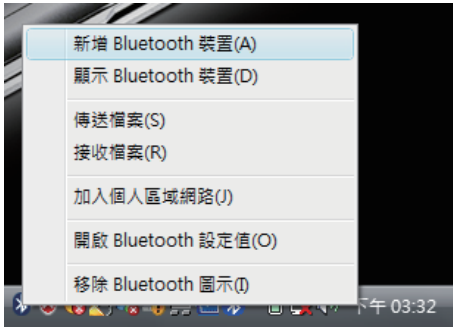 新增 Bluetooth 裝置(A)
顯示 Bluetooth 裝置(D)
傳送檔案(S)
接收檔案(R)
加入個人區域網路(J)
開啟 Bluetooth 設定值(O)
移除 Bluetooth 圖示(I)
下午 03:32